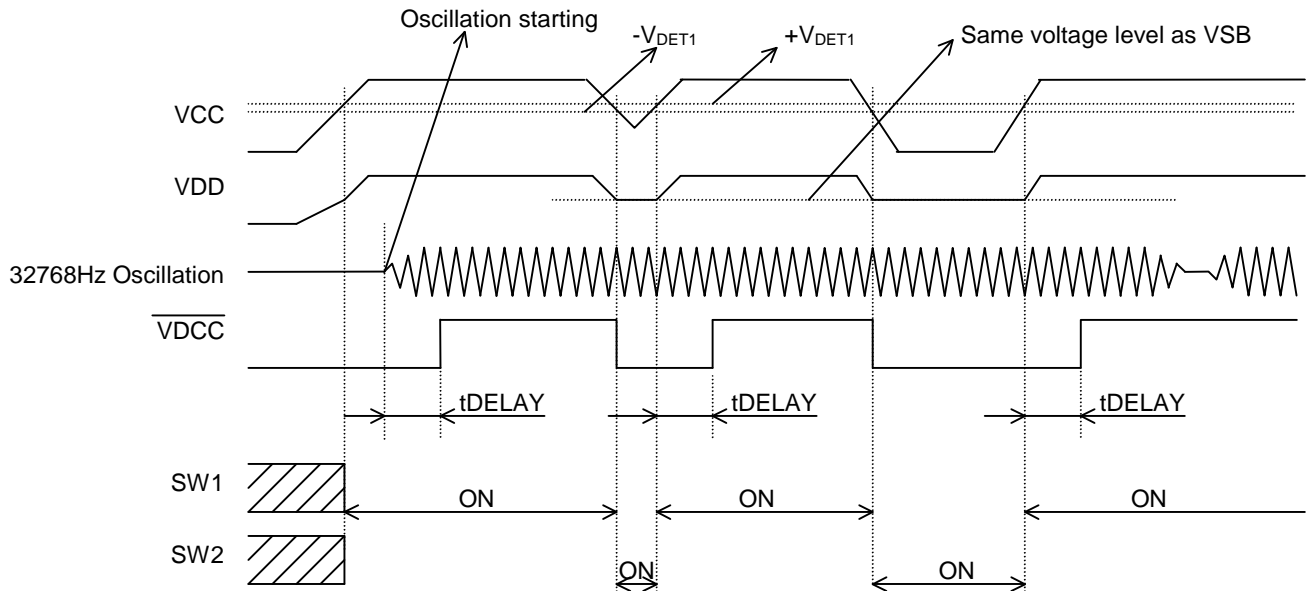 Oscillation starting
-VDET1
+VDET1
Same voltage level as VSB
VCC
VDD
32768Hz Oscillation
VDCC
tDELAY
tDELAY
tDELAY
SW1
ON
ON
ON
SW2
ON
ON